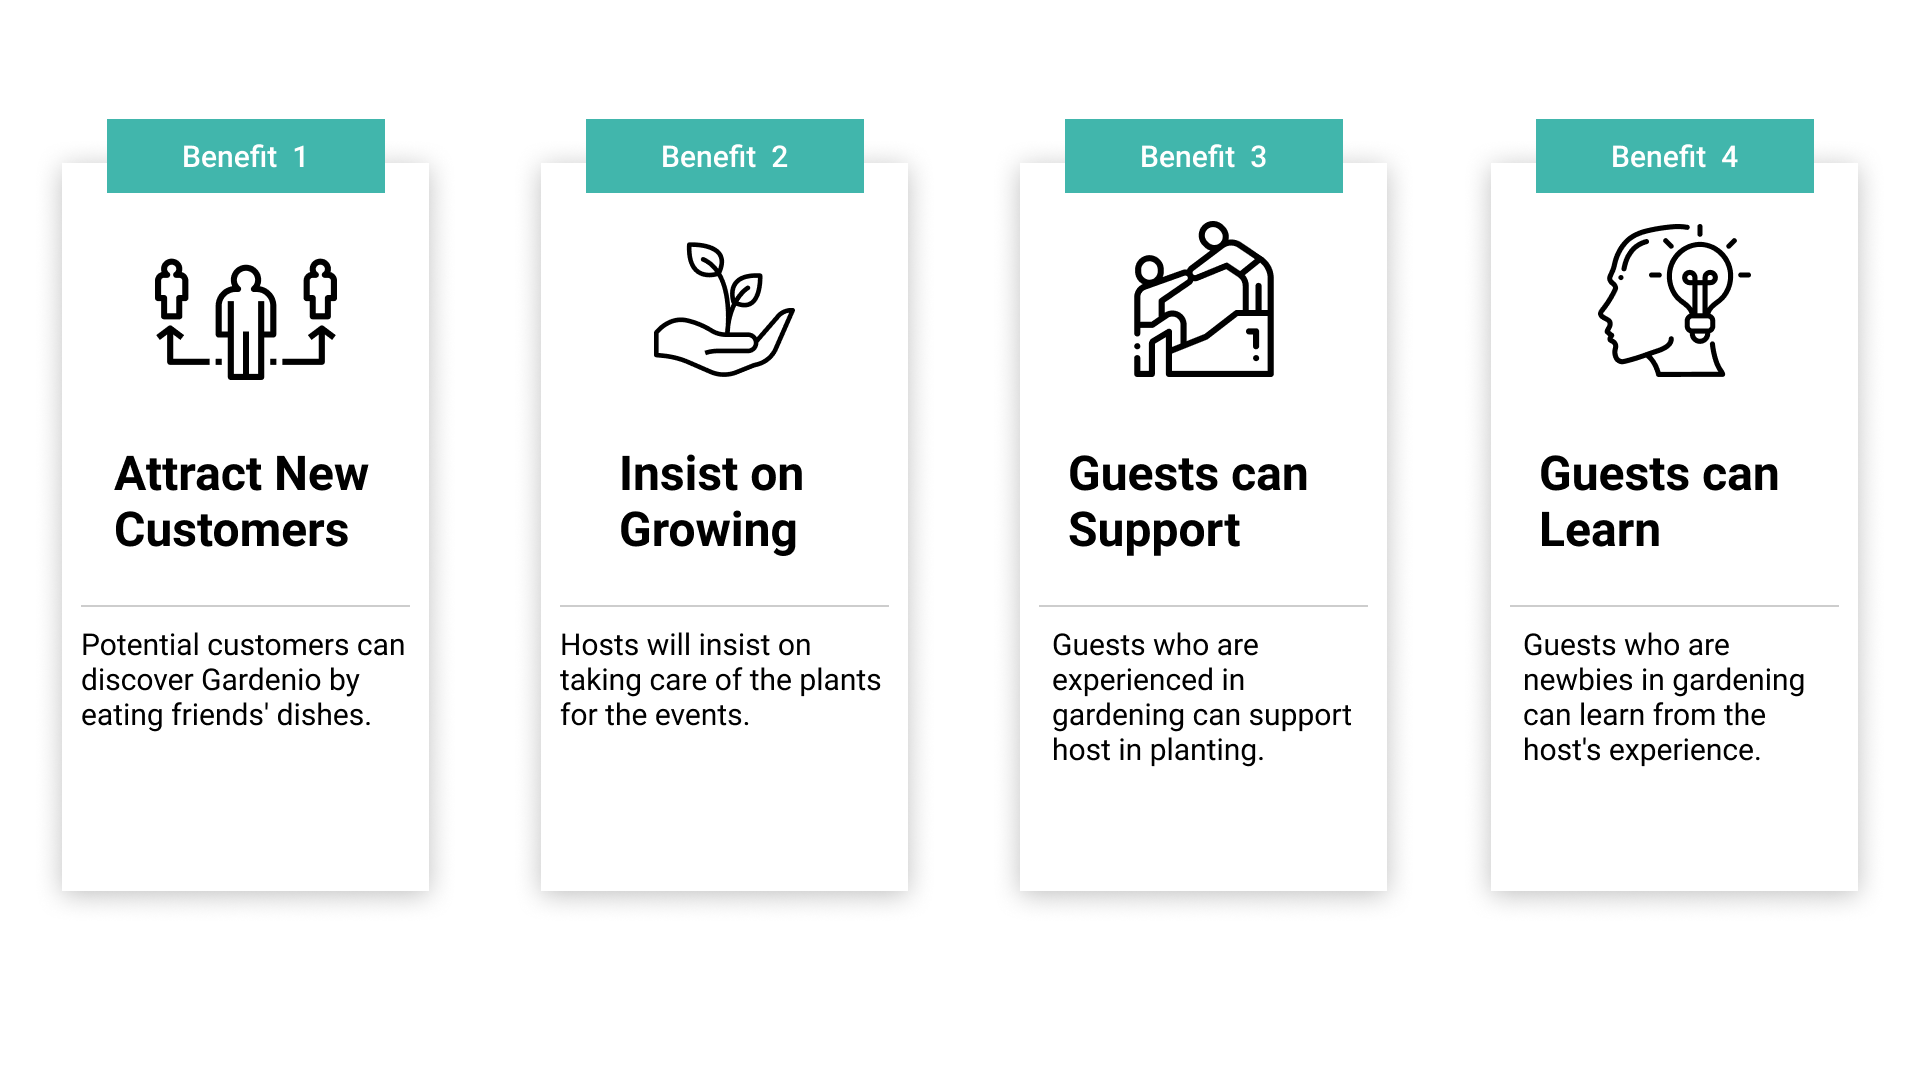 Benefit 1
Attract New
Customers
Potential customers can
discover Gardenio by
eating friends' dishes.
Benefit 2
Insist on
Growing
Hosts will insist on
taking care of the plants
for the events.
Benefit 3
Guests can
Support
Guests who are
experienced in
gardening can support
host in planting.
Benefit 4
Guests can
Learn
Guests who are
newbies in gardening
can learn from the
host's experience.